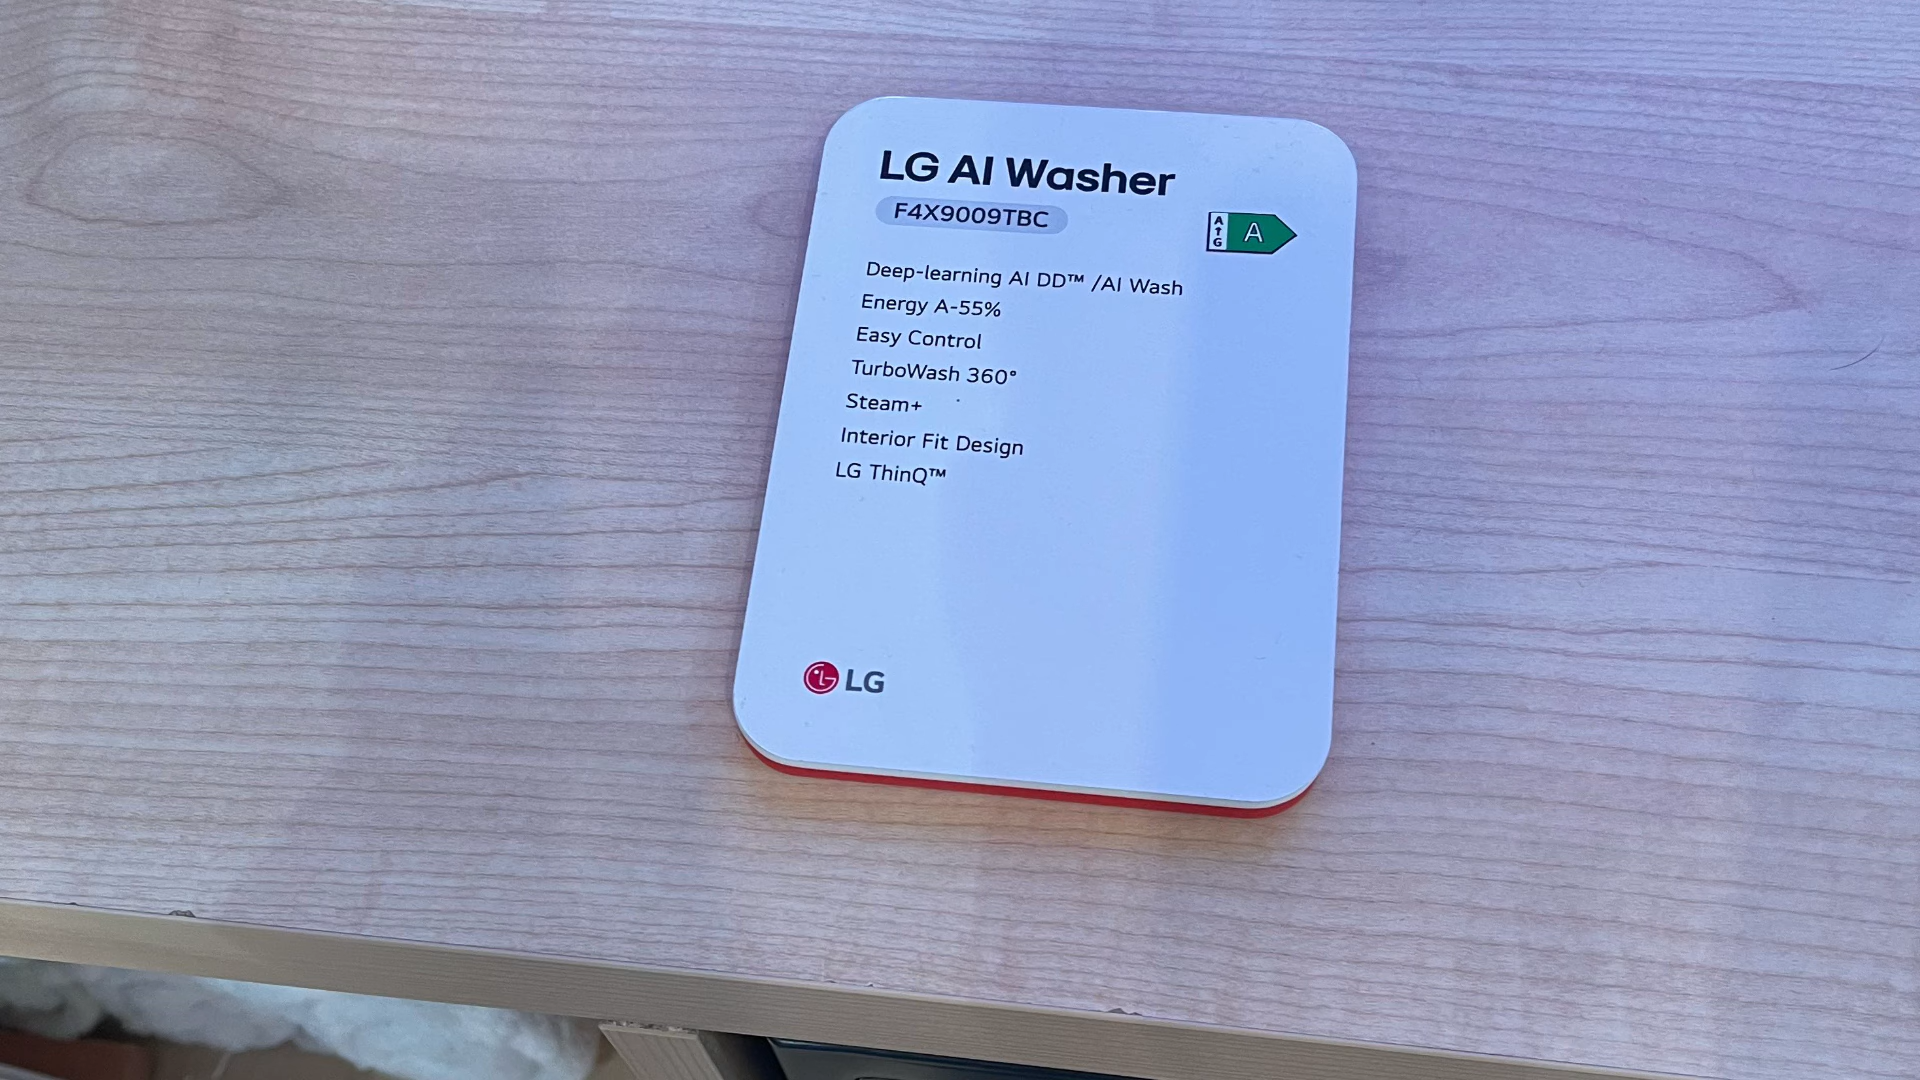 LG AI Washer
F4X9009TBC
A↑G A
Deep-learning AI DD™ /AI Wash
Energy A-55%
Easy Control
TurboWash 360°
Steam+
Interior Fit Design
LG ThinQ™
LG